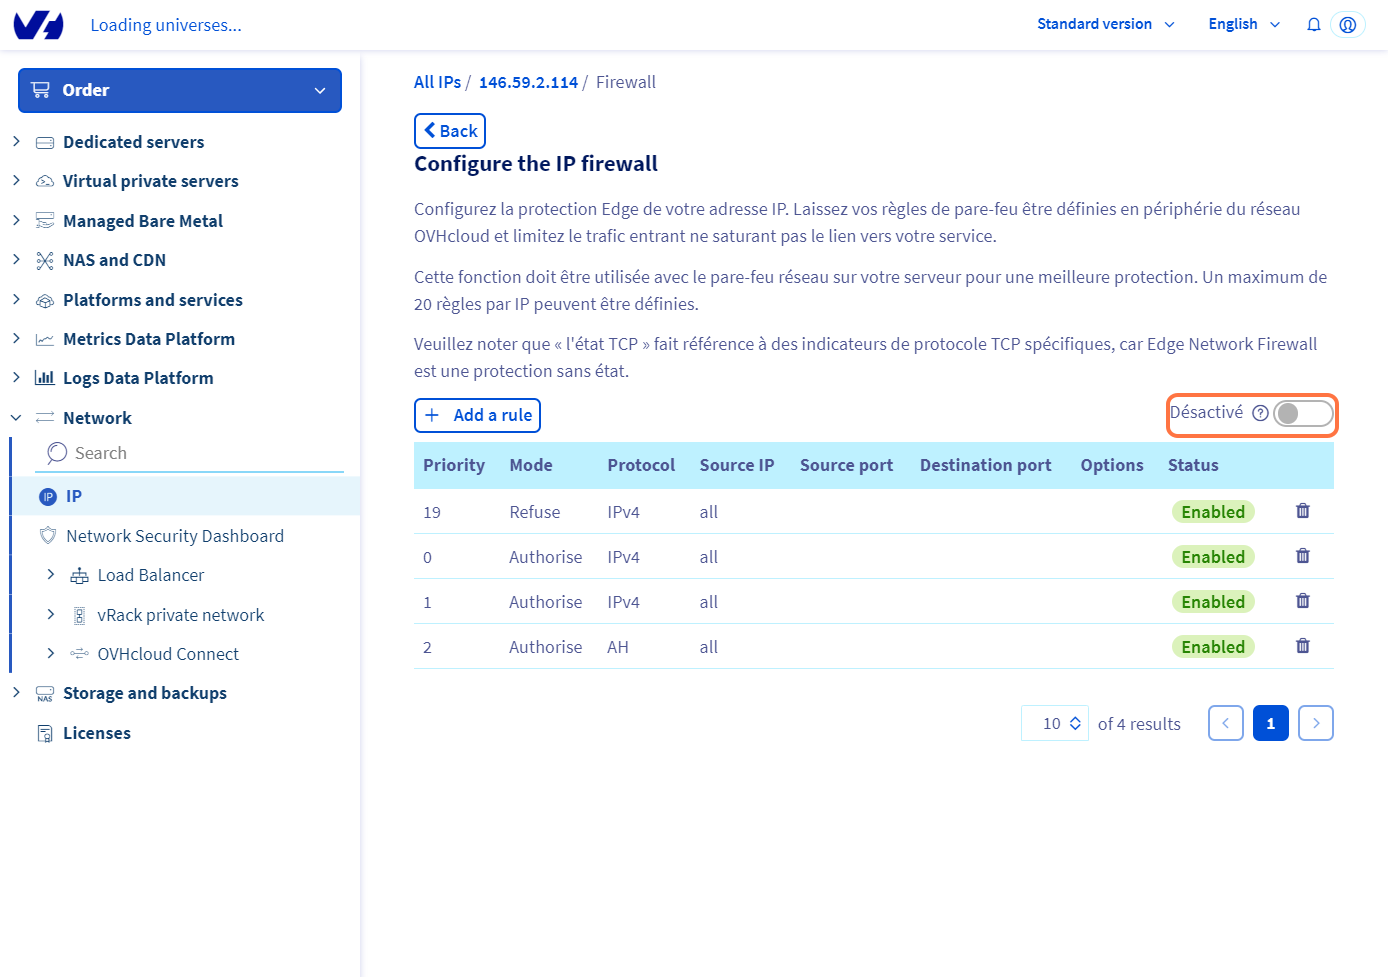 Loading universes...
Standard version
English
Order
Dedicated servers
Virtual private servers
Managed Bare Metal
NAS and CDN
Platforms and services
Metrics Data Platform
Logs Data Platform
Network
Search
IP IP
Network Security Dashboard
Load Balancer
vRack private network
OVHcloud Connect
NAS Storage and backups
Licenses
All IPs / 146.59.2.114 / Firewall
Back
Configure the IP firewall
Configurez la protection Edge de votre adresse IP. Laissez vos règles de pare-feu être définies en périphérie du réseau
OVHcloud et limitez le trafic entrant ne saturant pas le lien vers votre service.
Cette fonction doit être utilisée avec le pare-feu réseau sur votre serveur pour une meilleure protection. Un maximum de
20 règles par IP peuvent être définies.
Veuillez noter que « l'état TCP » fait référence à des indicateurs de protocole TCP spécifiques, car Edge Network Firewall
est une protection sans état.
+ Add a rule
Désactivé ?
Priority Mode Protocol Source IP Source port Destination port Options Status
19 Refuse IPv4 all Enabled
0 Authorise IPv4 all Enabled
1 Authorise IPv4 all Enabled
2 Authorise AH all Enabled
10 of 4 results < 1 >